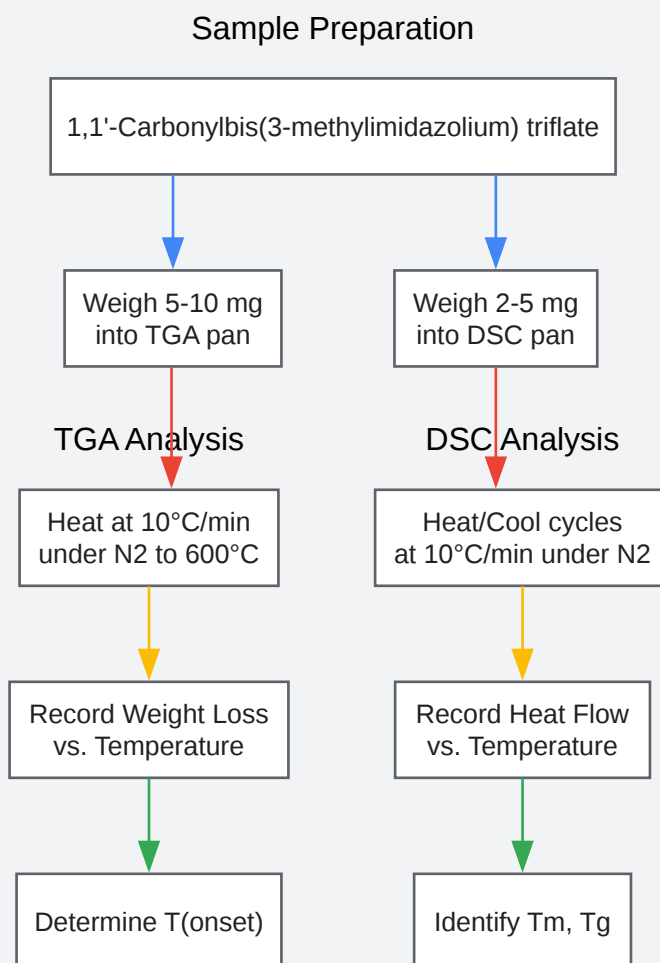 Sample Preparation
1,1'-Carbonylbis(3-methylimidazolium) triflate
Weigh 5-10 mg
into TGA pan
Weigh 2-5 mg
into DSC pan
TGA Analysis
DSC Analysis
Heat at 10°C/min
under N2 to 600°C
Heat/Cool cycles
at 10°C/min under N2
Record Weight Loss
vs. Temperature
Record Heat Flow
vs. Temperature
Determine T(onset)
Identify Tm, Tg